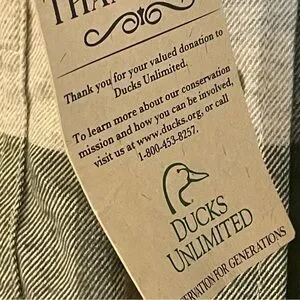 Thank you for your valued donation to
Ducks Unlimited.
To learn more about our conservation
mission and how you can be involved,
visit us at www.ducks.org, or call
1-800-453-8257.
DUCKS
UNLIMITED
FOR GENERATIONS